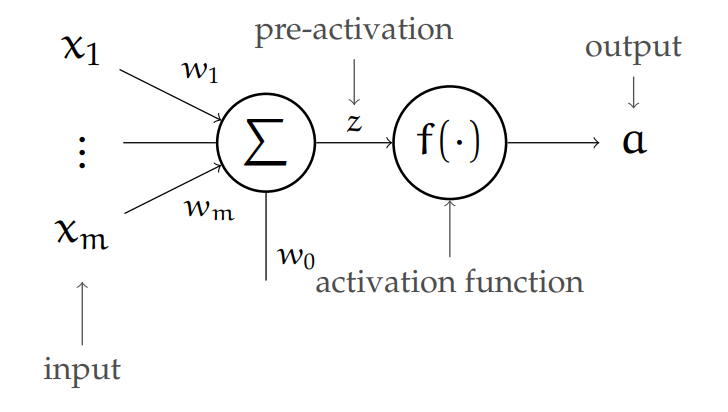 pre-activation
output
x₁
w₁
z
∑
f(·)
a
⋮
wₘ
xₘ
w₀
activation function
input